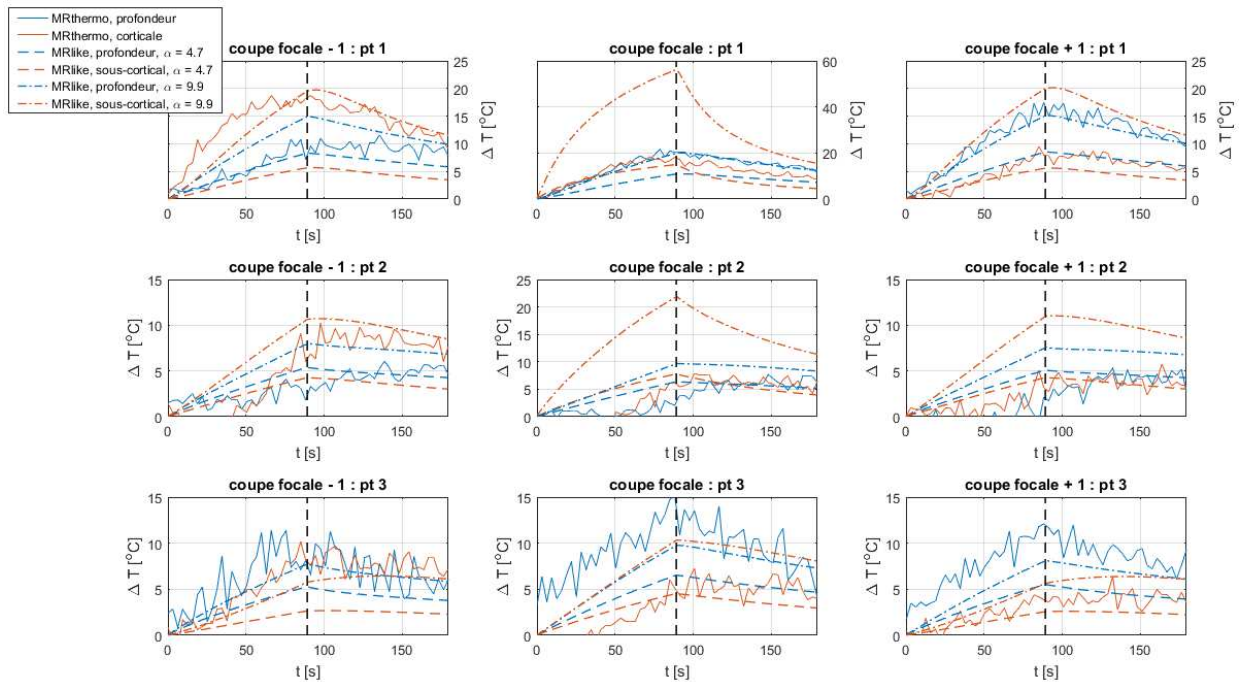 MRthermo, profondeur
MRthermo, corticale
MRlike, profondeur, α = 4.7
MRlike, sous-cortical, α = 4.7
MRlike, profondeur, α = 9.9
MRlike, sous-cortical, α = 9.9
coupe focale - 1 : pt 1
25
20
15
10
5
0
Δ T [°C]
0 50 100 150
t [s]
coupe focale : pt 1
60
40
20
0
Δ T [°C]
0 50 100 150
t [s]
coupe focale + 1 : pt 1
25
20
15
10
5
0
Δ T [°C]
0 50 100 150
t [s]
coupe focale - 1 : pt 2
15
10
5
0
Δ T [°C]
0 50 100 150
t [s]
coupe focale : pt 2
25
20
15
10
5
0
Δ T [°C]
0 50 100 150
t [s]
coupe focale + 1 : pt 2
15
10
5
0
Δ T [°C]
0 50 100 150
t [s]
coupe focale - 1 : pt 3
15
10
5
0
Δ T [°C]
0 50 100 150
t [s]
coupe focale : pt 3
15
10
5
0
Δ T [°C]
0 50 100 150
t [s]
coupe focale + 1 : pt 3
15
10
5
0
Δ T [°C]
0 50 100 150
t [s]